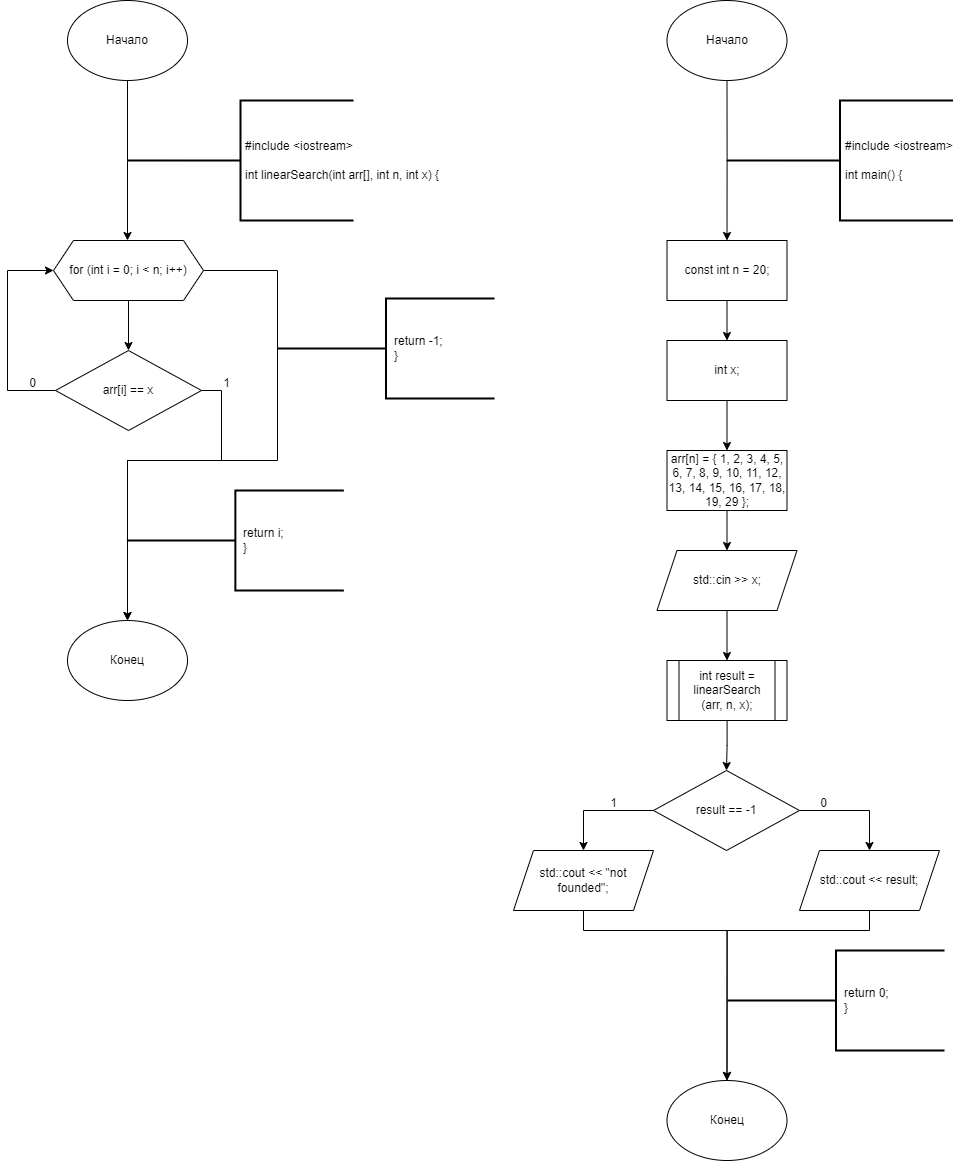 Начало
#include <iostream>
int linearSearch(int arr[], int n, int x) {
for (int i = 0; i < n; i++)
arr[i] == x
0
1
return -1;
}
return i;
}
Конец
Начало
#include <iostream>
int main() {
const int n = 20;
int x;
arr[n] = { 1, 2, 3, 4, 5,
6, 7, 8, 9, 10, 11, 12,
13, 14, 15, 16, 17, 18,
19, 29 };
std::cin >> x;
int result =
linearSearch
(arr, n, x);
result == -1
1
0
std::cout << "not
founded";
std::cout << result;
return 0;
}
Конец